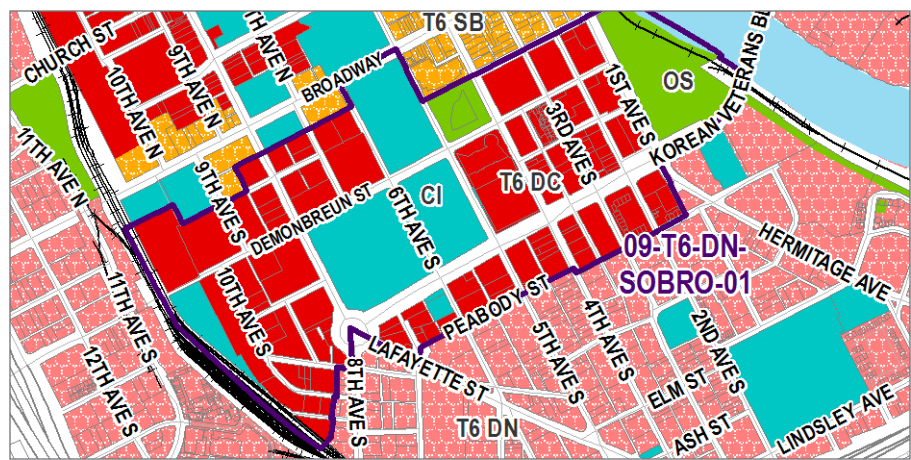 T6 SB
CHURCH ST
9TH AVE N
7TH AVE N
10TH AVE N
BROADWAY
1ST AVE S
OS
KOREAN VETERANS BL
3RD AVE S
11TH AVE N
9TH AVE S
DEMONBREUN ST
6TH AVE S
CI
T6 DC
09-T6-DN-
SOBRO-01
HERMITAGE AVE
11TH AVE S
10TH AVE S
12TH AVE S
PEABODY ST
LAFAYETTE ST
8TH AVE S
5TH AVE S
4TH AVE S
2ND AVE S
ELM ST
ASH ST
LINDSLEY AVE
T6 DN